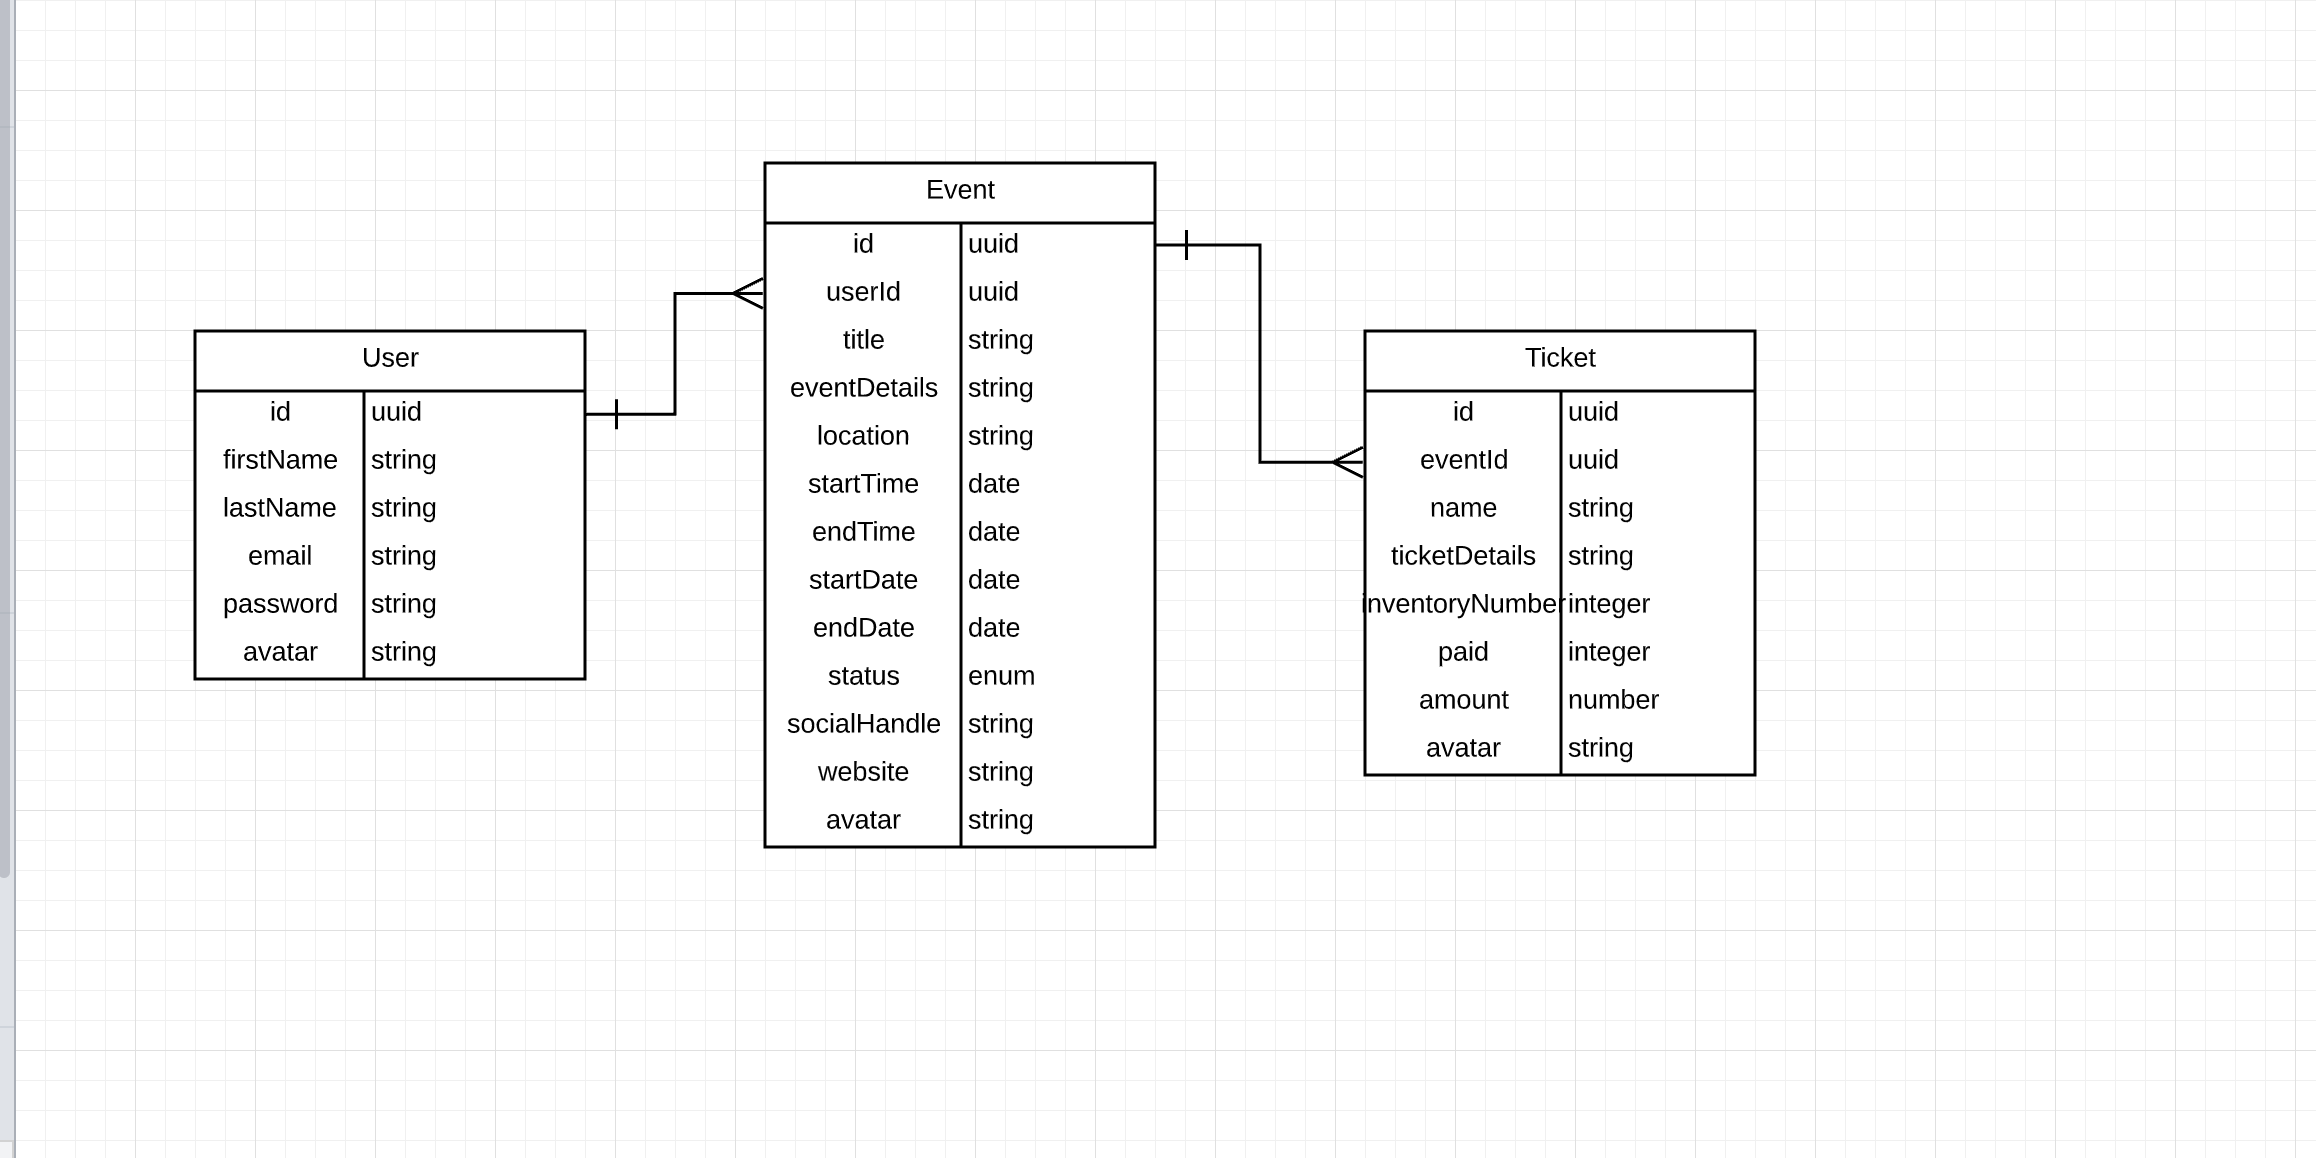 User
id uuid
firstName string
lastName string
email string
password string
avatar string
Event
id uuid
userId uuid
title string
eventDetails string
location string
startTime date
endTime date
startDate date
endDate date
status enum
socialHandle string
website string
avatar string
Ticket
id uuid
eventId uuid
name string
ticketDetails string
inventoryNumber integer
paid integer
amount number
avatar string